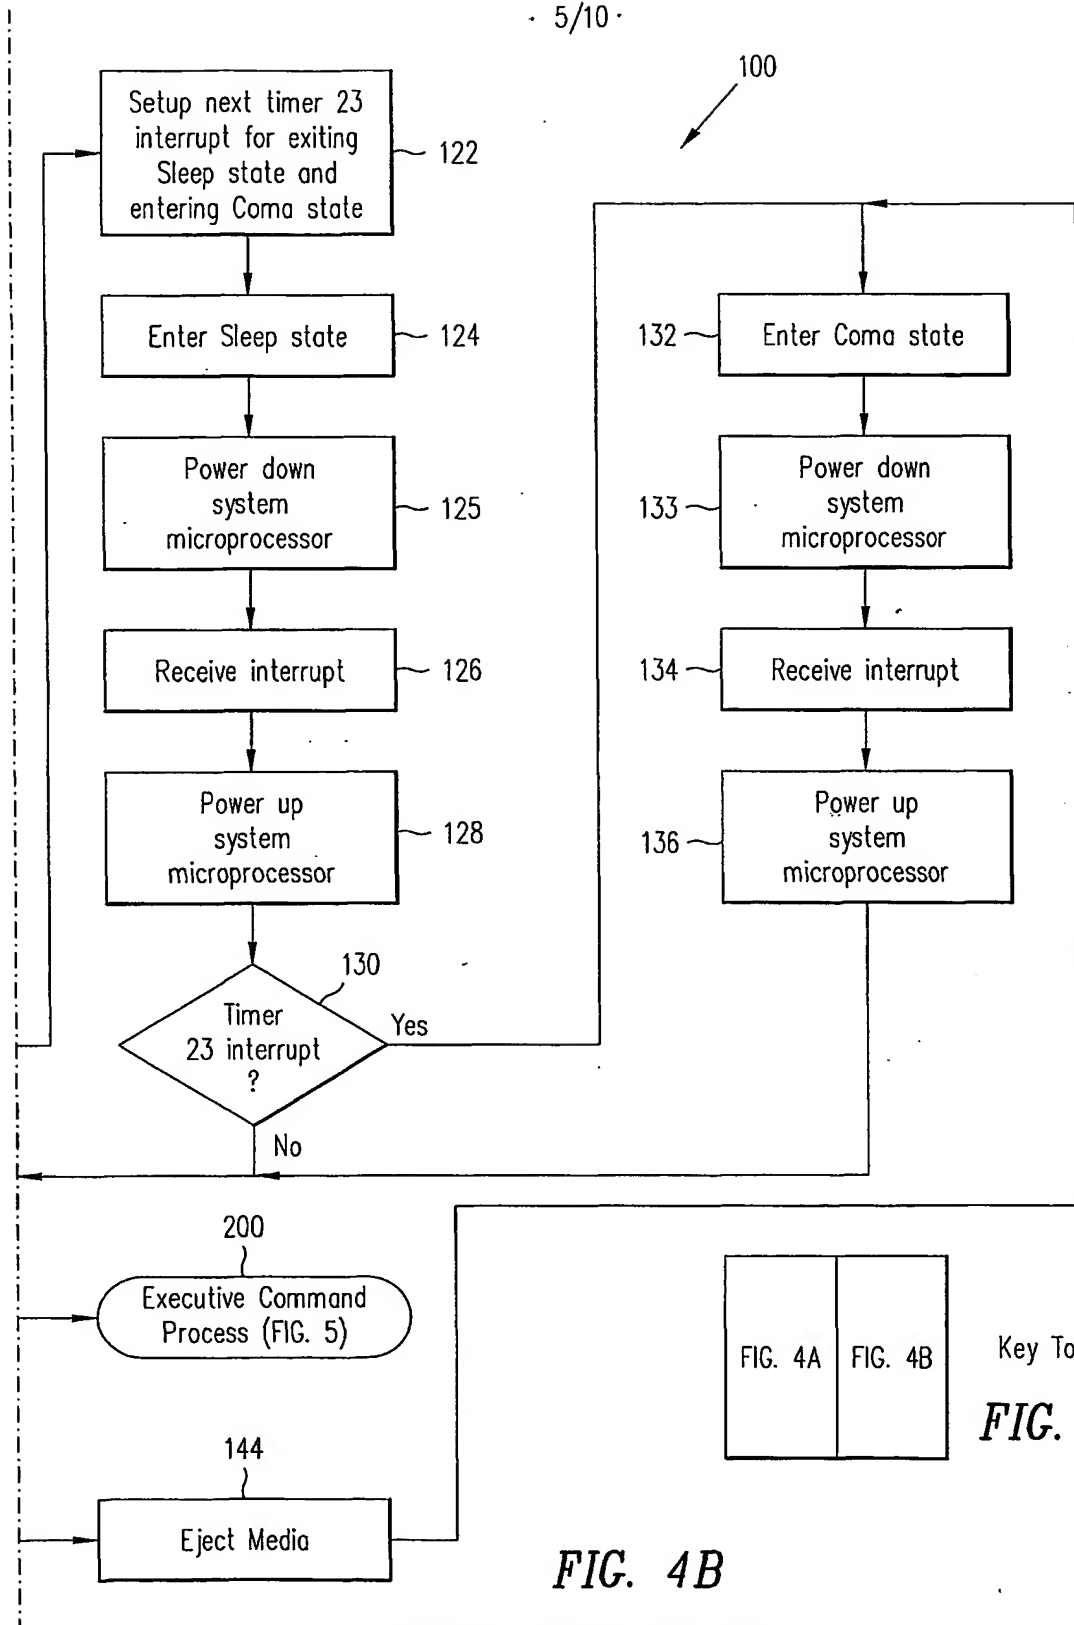 · 5/10 ·
100
Setup next timer 23
interrupt for exiting
Sleep state and
entering Coma state
122
Enter Sleep state
124
Power down
system
microprocessor
125
Receive interrupt
126
Power up
system
microprocessor
128
130
Timer
23 interrupt
?
Yes
No
132
Enter Coma state
133
Power down
system
microprocessor
134
Receive interrupt
136
Power up
system
microprocessor
200
Executive Command
Process (FIG. 5)
144
Eject Media
FIG. 4A
FIG. 4B
Key To
FIG.
FIG. 4B